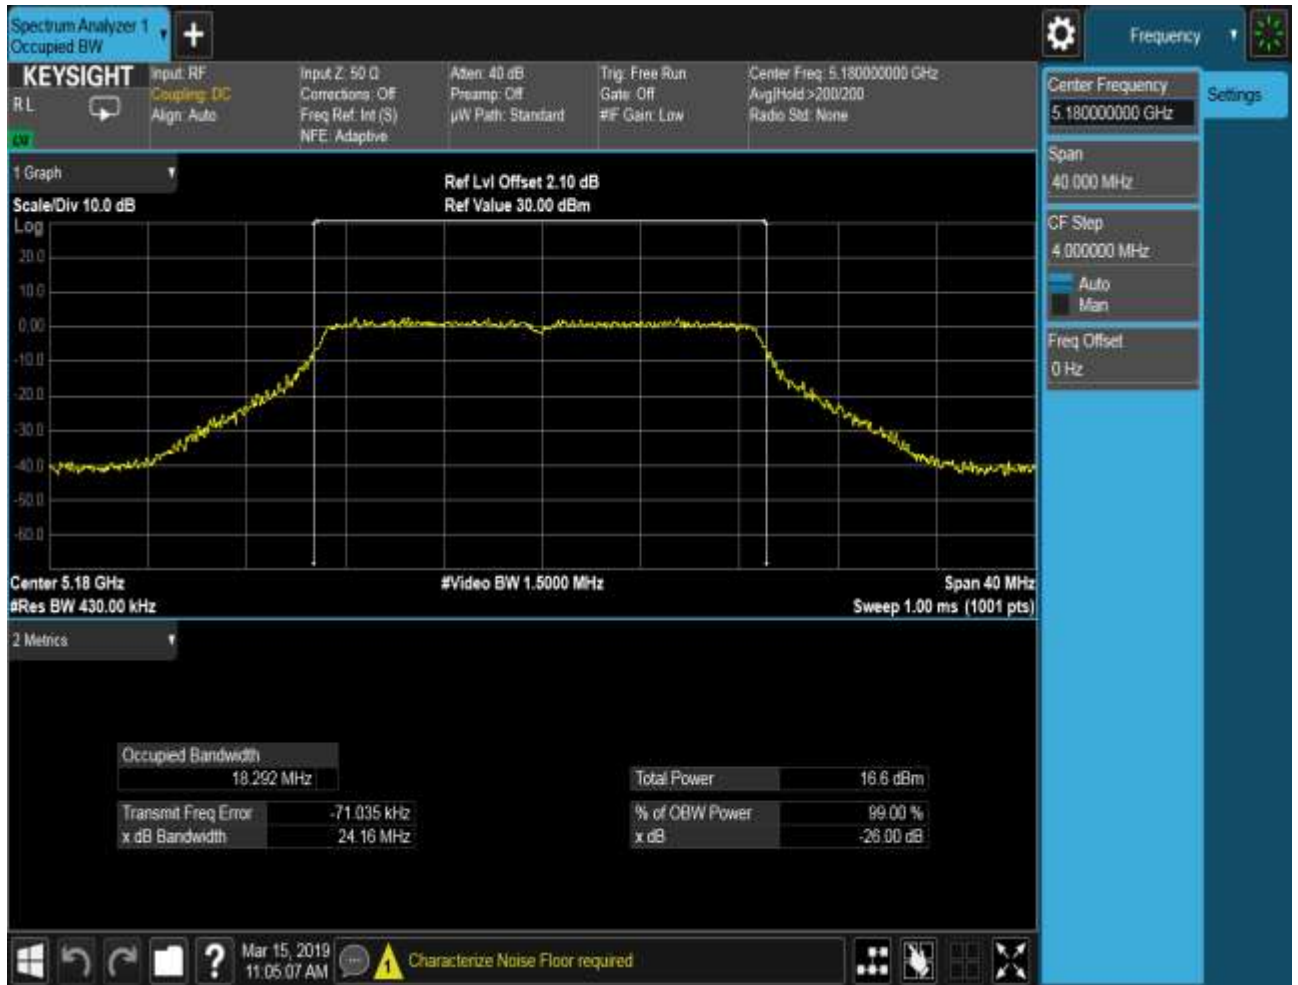 Spectrum Analyzer 1
Occupied BW
Frequency
KEYSIGHT
R L
Input: RF
Coupling: DC
Align: Auto
Input Z: 50 Ω
Corrections: Off
Freq Ref: Int (S)
NFE: Adaptive
Atten: 40 dB
Preamp: Off
µW Path: Standard
Trig: Free Run
Gate: Off
#IF Gain: Low
Center Freq: 5.180000000 GHz
Avg|Hold:>200/200
Radio Std: None
Center Frequency
5.180000000 GHz
Settings
Span
40.000 MHz
CF Step
4.000000 MHz
Auto
Man
Freq Offset
0 Hz
1 Graph
Scale/Div 10.0 dB
Ref Lvl Offset 2.10 dB
Ref Value 30.00 dBm
Log
20.0
10.0
0.00
-10.0
-20.0
-30.0
-40.0
-50.0
-60.0
Center 5.18 GHz
#Video BW 1.5000 MHz
Span 40 MHz
#Res BW 430.00 kHz
Sweep 1.00 ms (1001 pts)
2 Metrics
Occupied Bandwidth
18.292 MHz
Total Power 16.6 dBm
Transmit Freq Error -71.035 kHz
% of OBW Power 99.00 %
x dB Bandwidth 24.16 MHz
x dB -26.00 dB
?
Mar 15, 2019
11:05:07 AM
1
Characterize Noise Floor required